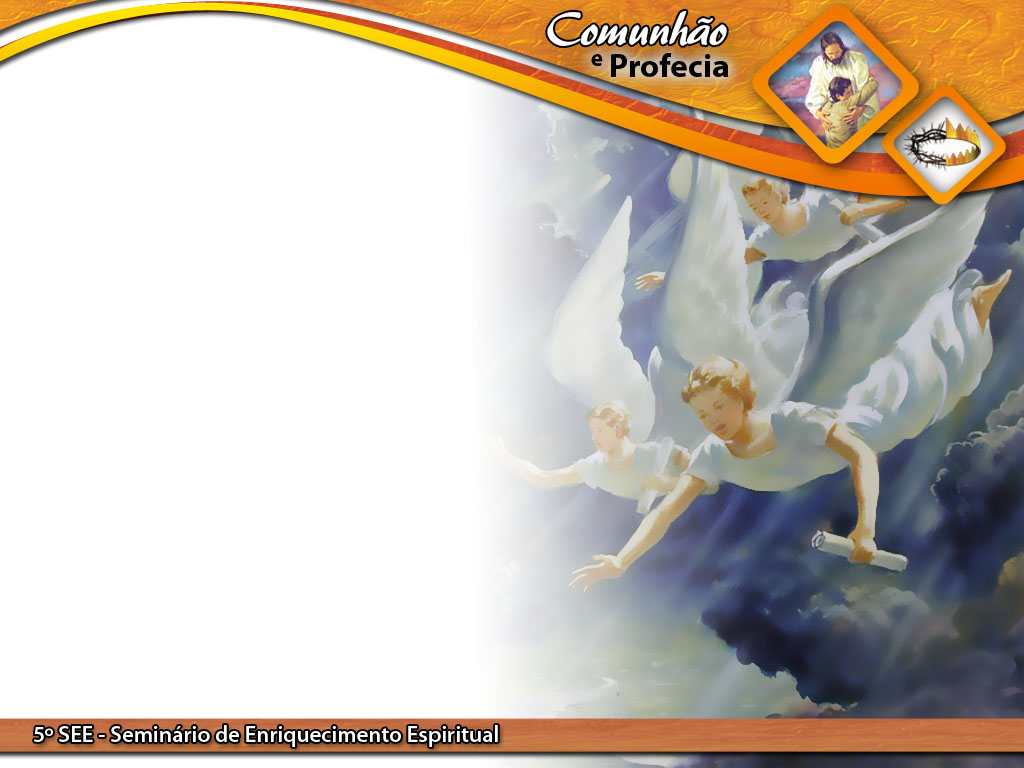 Comunhão
e Profecia
5º SEE - Seminário de Enriquecimento Espiritual